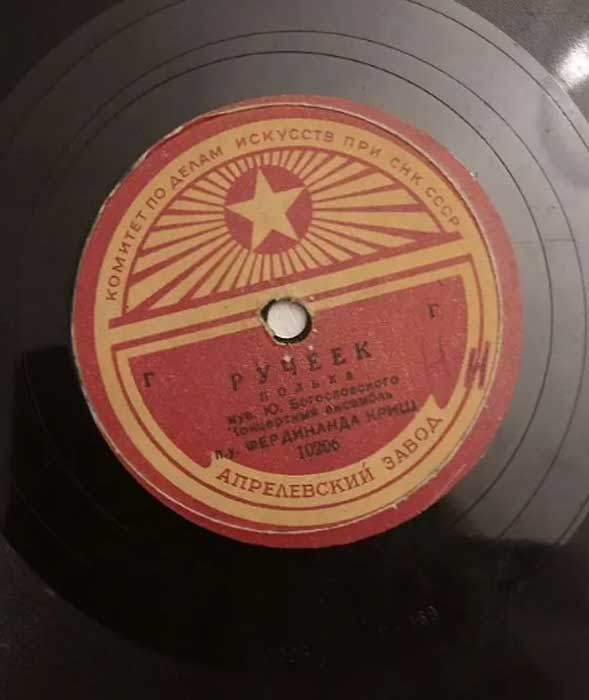 КОМИТЕТ ПО ДЕЛАМ ИСКУССТВ ПРИ СНК СССР
Г Г
РУЧЕЕК
ПОЛЬКА
муз. Ю. Богословского
Концертный ансамбль
п/у. ФЕРДИНАНДА КРИШ
10206
АПРЕЛЕВСКИЙ ЗАВОД